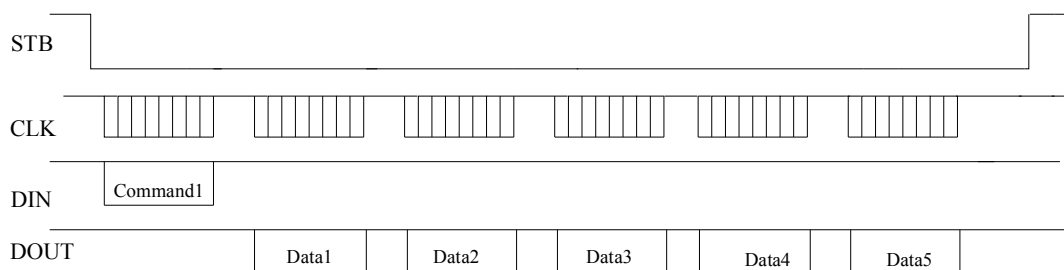 STB
CLK
DIN
Command1
DOUT
Data1 Data2 Data3 Data4 Data5